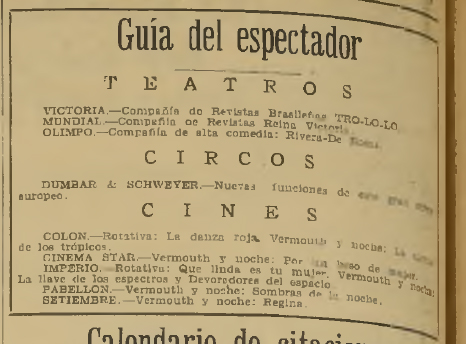 Guía del espectador
TEATROS
VICTORIA.—Compañía de Revistas Brasileñas TRO-LO-LO.
MUNDIAL.—Compañía de Revistas Reina Victoria.
OLIMPO.—Compañía de alta comedia: Rivera-De
CIRCOS
DUMBAR & SCHWEYER.—Nuevas funciones de este gran
europeo.
CINES
COLON.—Rotativa: La danza roja. Vermouth y noche: La
de los trópicos.
CINEMA STAR.—Vermouth y noche: Por un beso de mujer.
IMPERIO.—Rotativa: Que linda es tu mujer. Vermouth y noche:
La llave de los espectros y Devoradores del espacio.
PABELLON.—Vermouth y noche: Sombras de la noche.
SETIEMBRE.—Vermouth y noche: Regina.
Calendario de